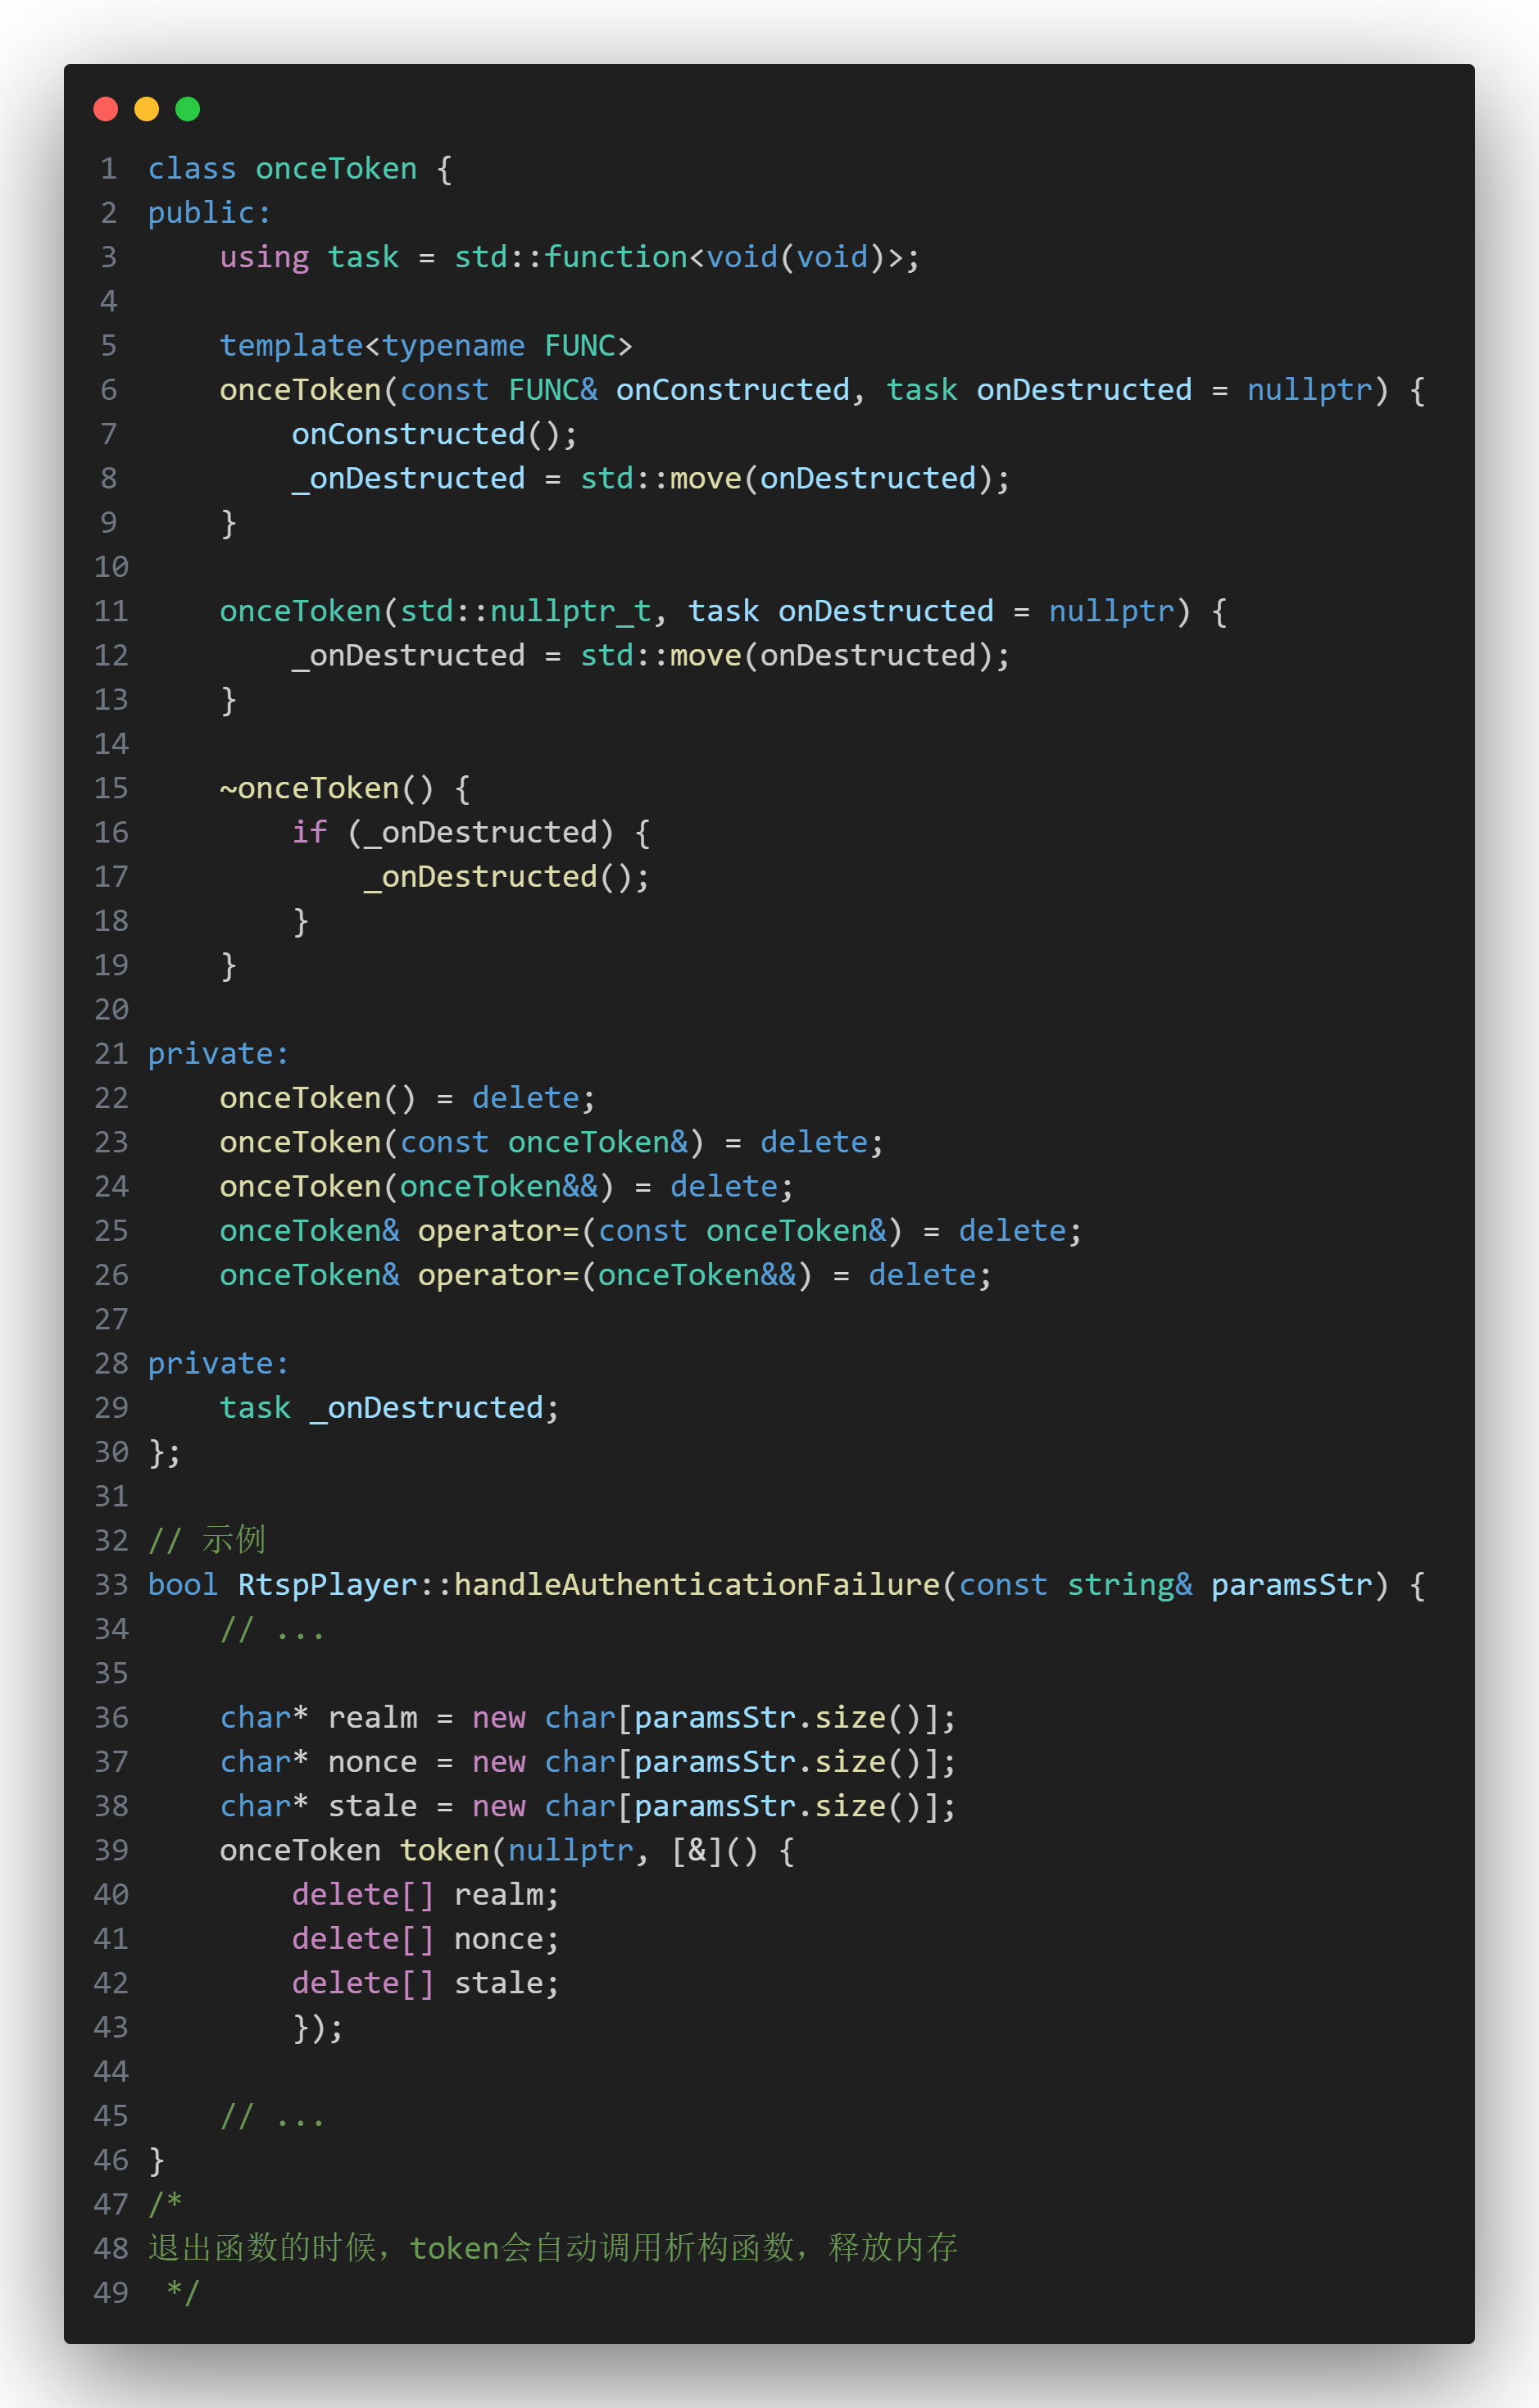 1 class onceToken {
2 public:
3     using task = std::function<void(void)>;
4
5     template<typename FUNC>
6     onceToken(const FUNC& onConstructed, task onDestructed = nullptr) {
7         onConstructed();
8         _onDestructed = std::move(onDestructed);
9     }
10
11     onceToken(std::nullptr_t, task onDestructed = nullptr) {
12         _onDestructed = std::move(onDestructed);
13     }
14
15     ~onceToken() {
16         if (_onDestructed) {
17             _onDestructed();
18         }
19     }
20
21 private:
22     onceToken() = delete;
23     onceToken(const onceToken&) = delete;
24     onceToken(onceToken&&) = delete;
25     onceToken& operator=(const onceToken&) = delete;
26     onceToken& operator=(onceToken&&) = delete;
27
28 private:
29     task _onDestructed;
30 };
31
32 // 示例
33 bool RtspPlayer::handleAuthenticationFailure(const string& paramsStr) {
34     // ...
35
36     char* realm = new char[paramsStr.size()];
37     char* nonce = new char[paramsStr.size()];
38     char* stale = new char[paramsStr.size()];
39     onceToken token(nullptr, [&]() {
40         delete[] realm;
41         delete[] nonce;
42         delete[] stale;
43         });
44
45     // ...
46 }
47 /*
48 退出函数的时候，token会自动调用析构函数，释放内存
49  */